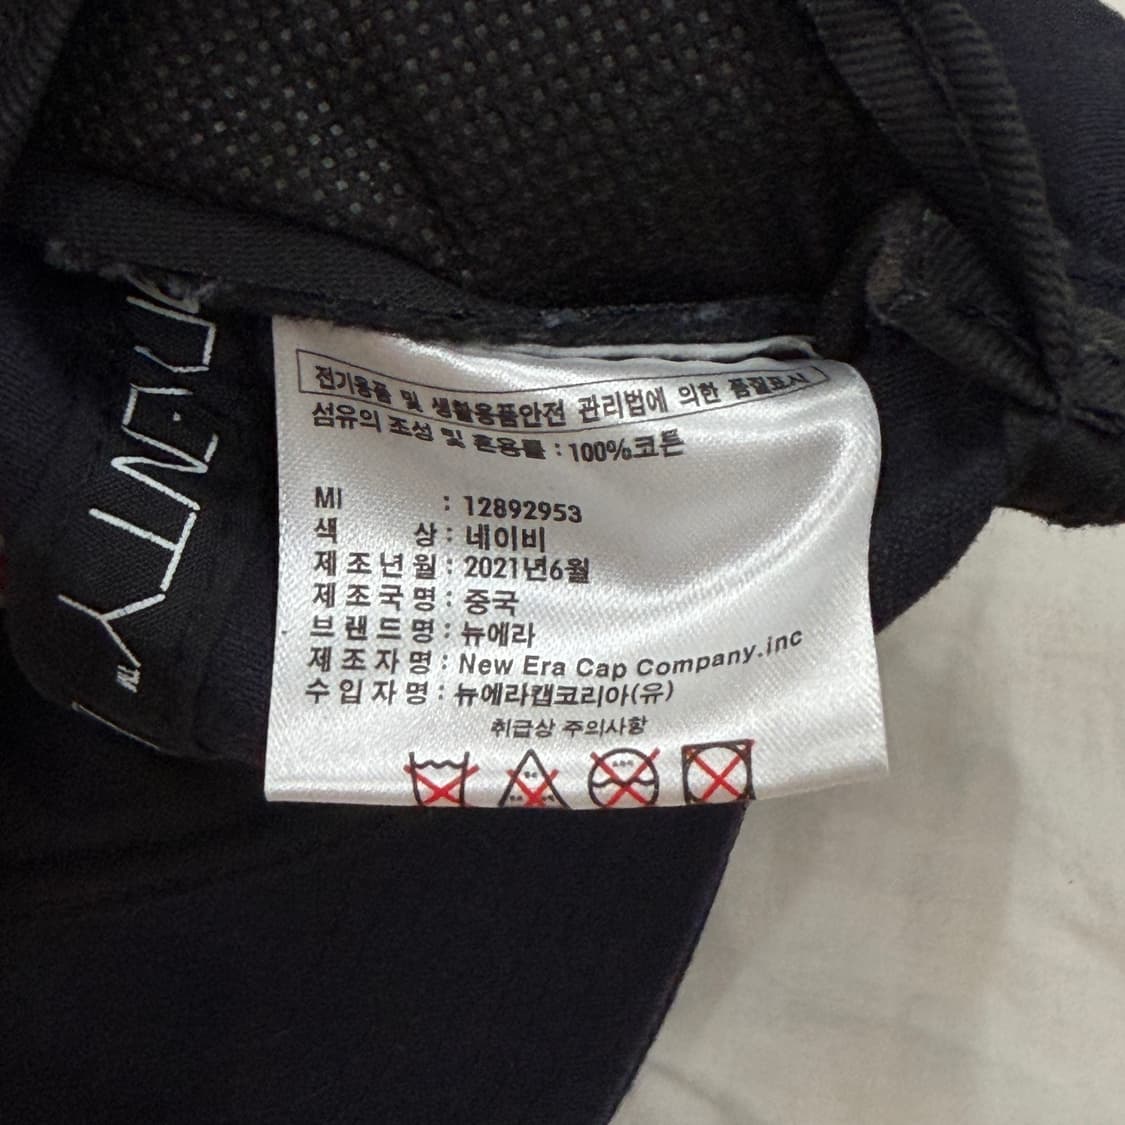 전기용품 및 생활용품안전 관리법에 의한 품질표시
섬유의 조성 및 혼용률 : 100%코튼
MI : 12892953
색 상 : 네이비
제조년월 : 2021년6월
제조국명 : 중국
브랜드명 : 뉴에라
제조자명 : New Era Cap Company.inc
수입자명 : 뉴에라캡코리아(유)
취급상 주의사항